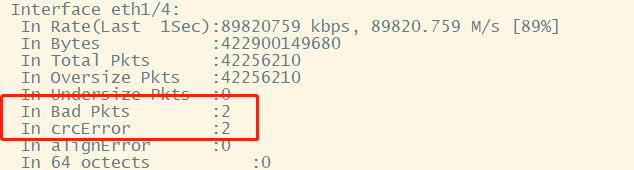 Interface eth1/4:
In Rate(Last 1Sec):89820759 kbps, 89820.759 M/s [89%]
In Bytes :422900149680
In Total Pkts :42256210
In Oversize Pkts :42256210
In Undersize Pkts :0
In Bad Pkts :2
In crcError :2
In alignError :0
In 64 octects :0